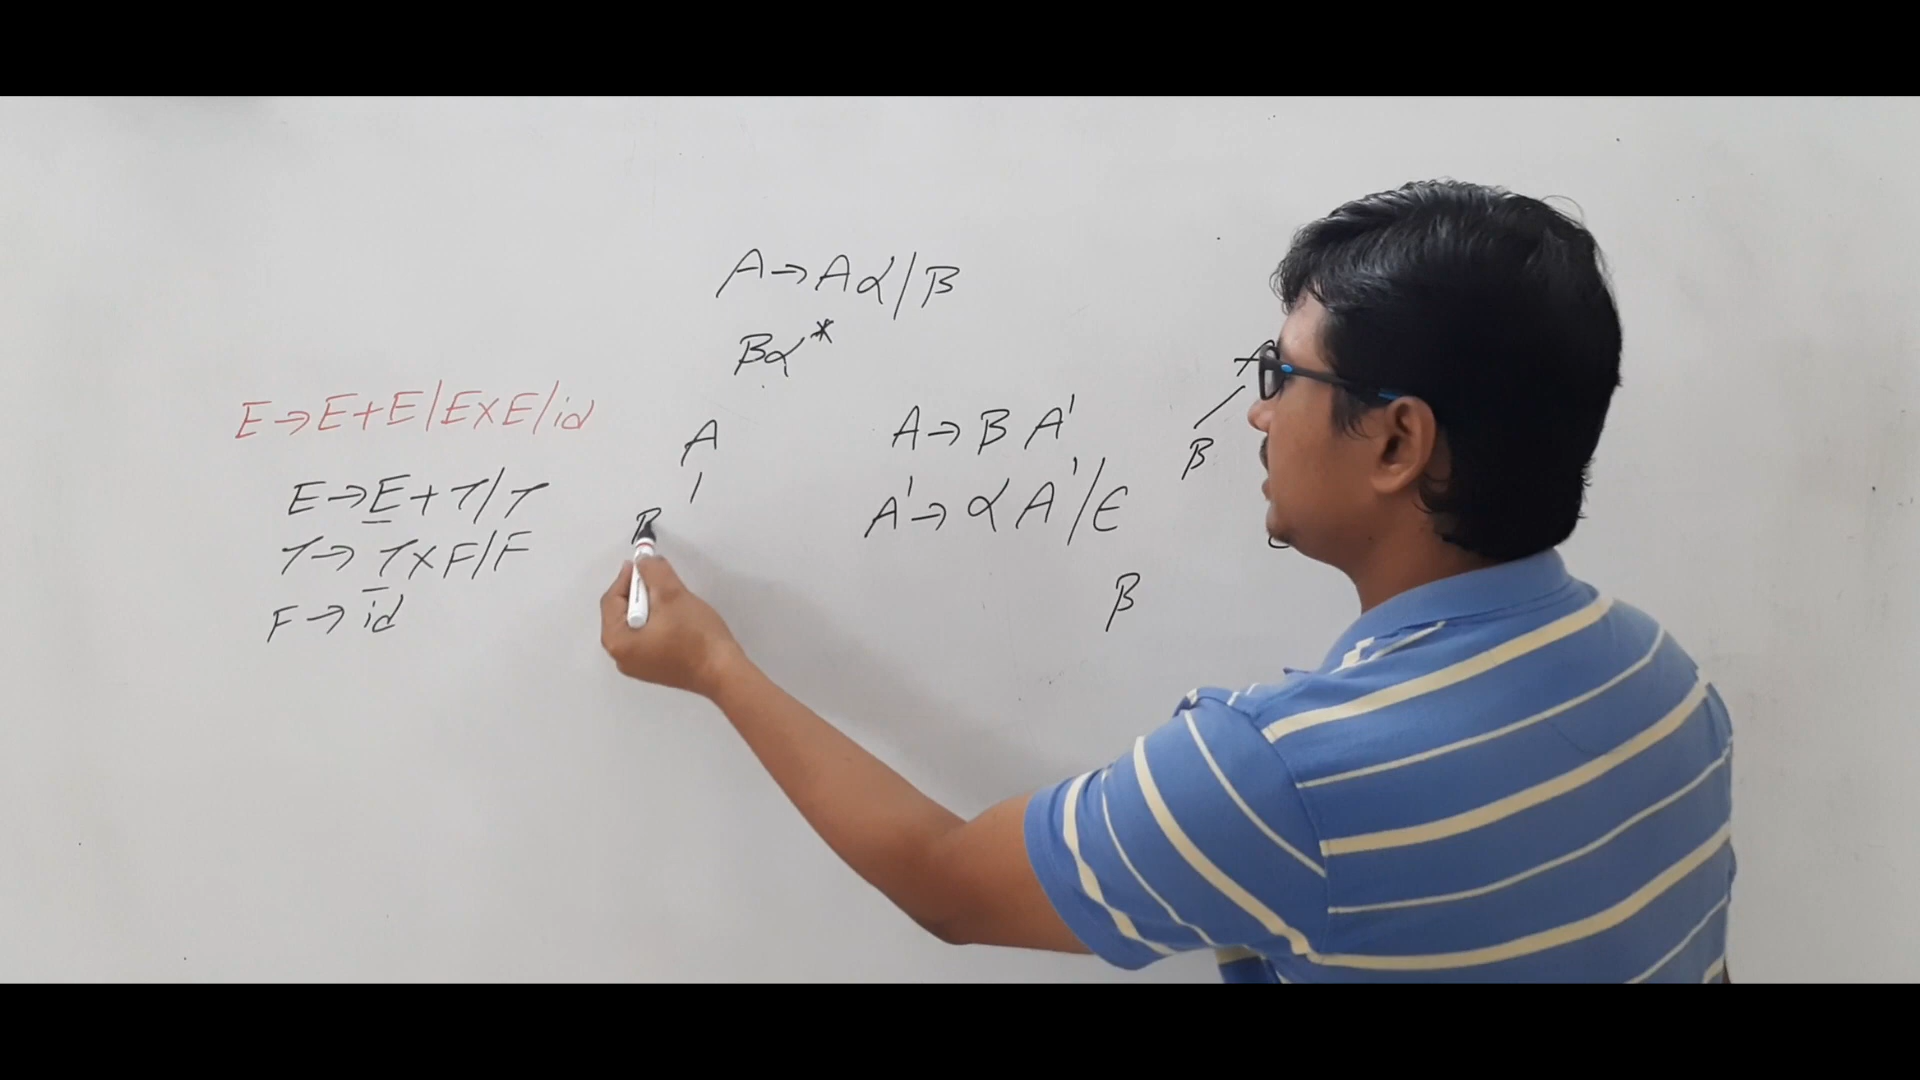 A→Aα/β
βα*
E→E+E/E×E/id
E→E+T/T
T→T×F/F
F→id
A
β
A→βA'
A'→αA'/ϵ
β
A
β